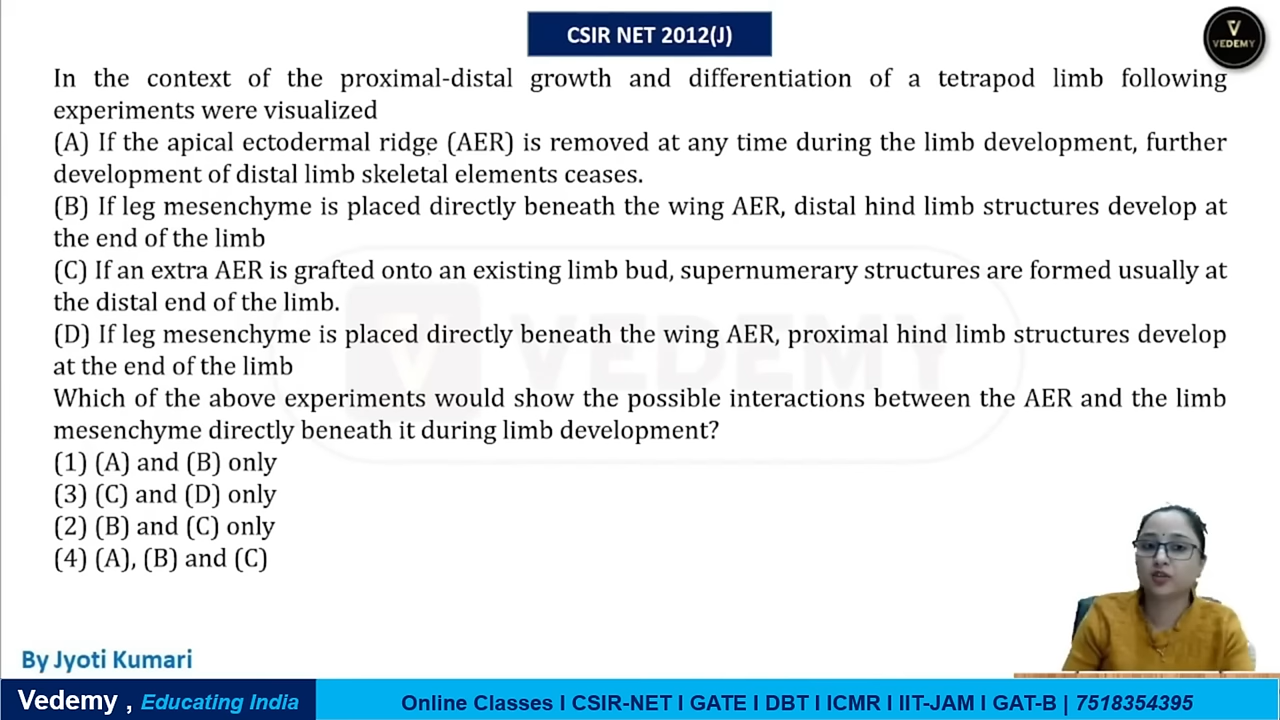 CSIR NET 2012(J)
VEDEMY
In the context of the proximal-distal growth and differentiation of a tetrapod limb following
experiments were visualized
(A) If the apical ectodermal ridge (AER) is removed at any time during the limb development, further
development of distal limb skeletal elements ceases.
(B) If leg mesenchyme is placed directly beneath the wing AER, distal hind limb structures develop at
the end of the limb
(C) If an extra AER is grafted onto an existing limb bud, supernumerary structures are formed usually at
the distal end of the limb.
(D) If leg mesenchyme is placed directly beneath the wing AER, proximal hind limb structures develop
at the end of the limb
VEDEMY
Which of the above experiments would show the possible interactions between the AER and the limb
mesenchyme directly beneath it during limb development?
(1) (A) and (B) only
(3) (C) and (D) only
(2) (B) and (C) only
(4) (A), (B) and (C)
By Jyoti Kumari
Vedemy , Educating India
Online Classes I CSIR-NET I GATE I DBT I ICMR I IIT-JAM I GAT-B | 7518354395